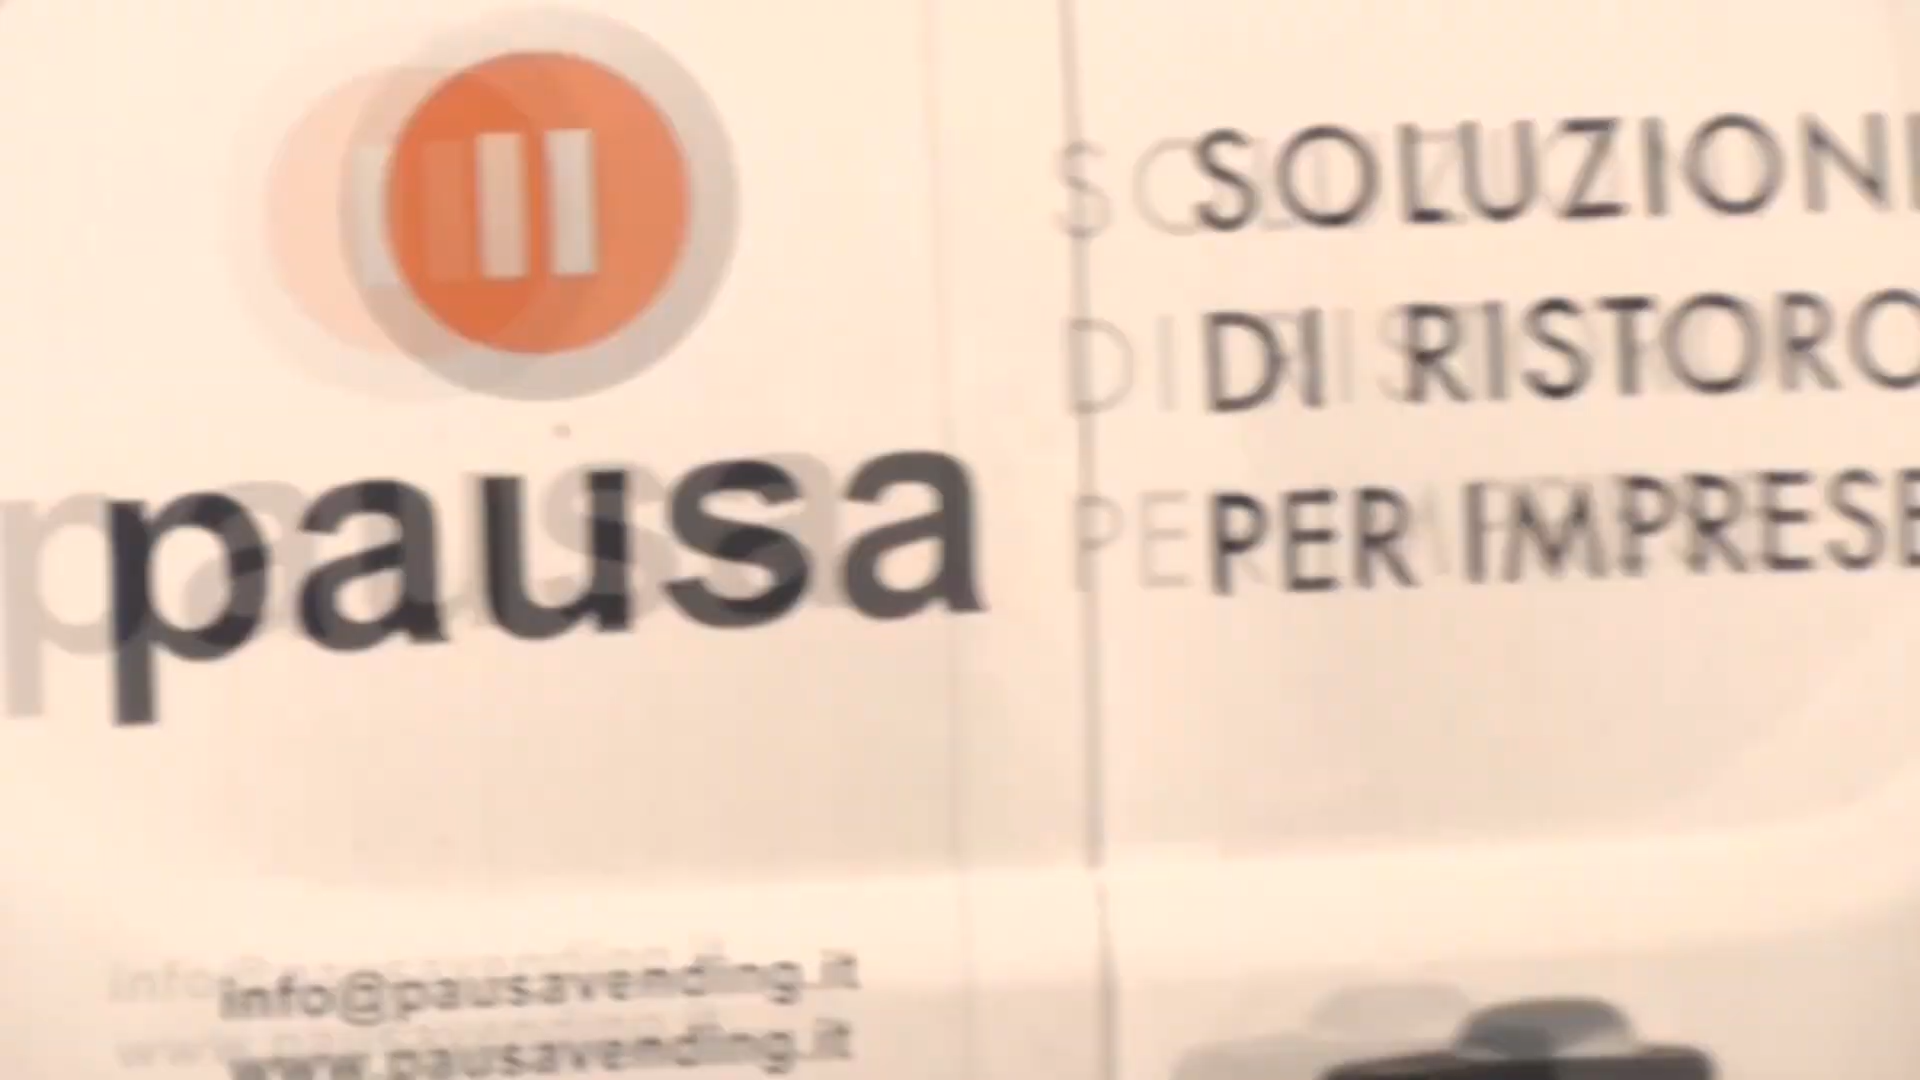 pausa
SOLUZIONI
DI RISTORO
PER IMPRESE
info@pausavending.it
www.pausavending.it